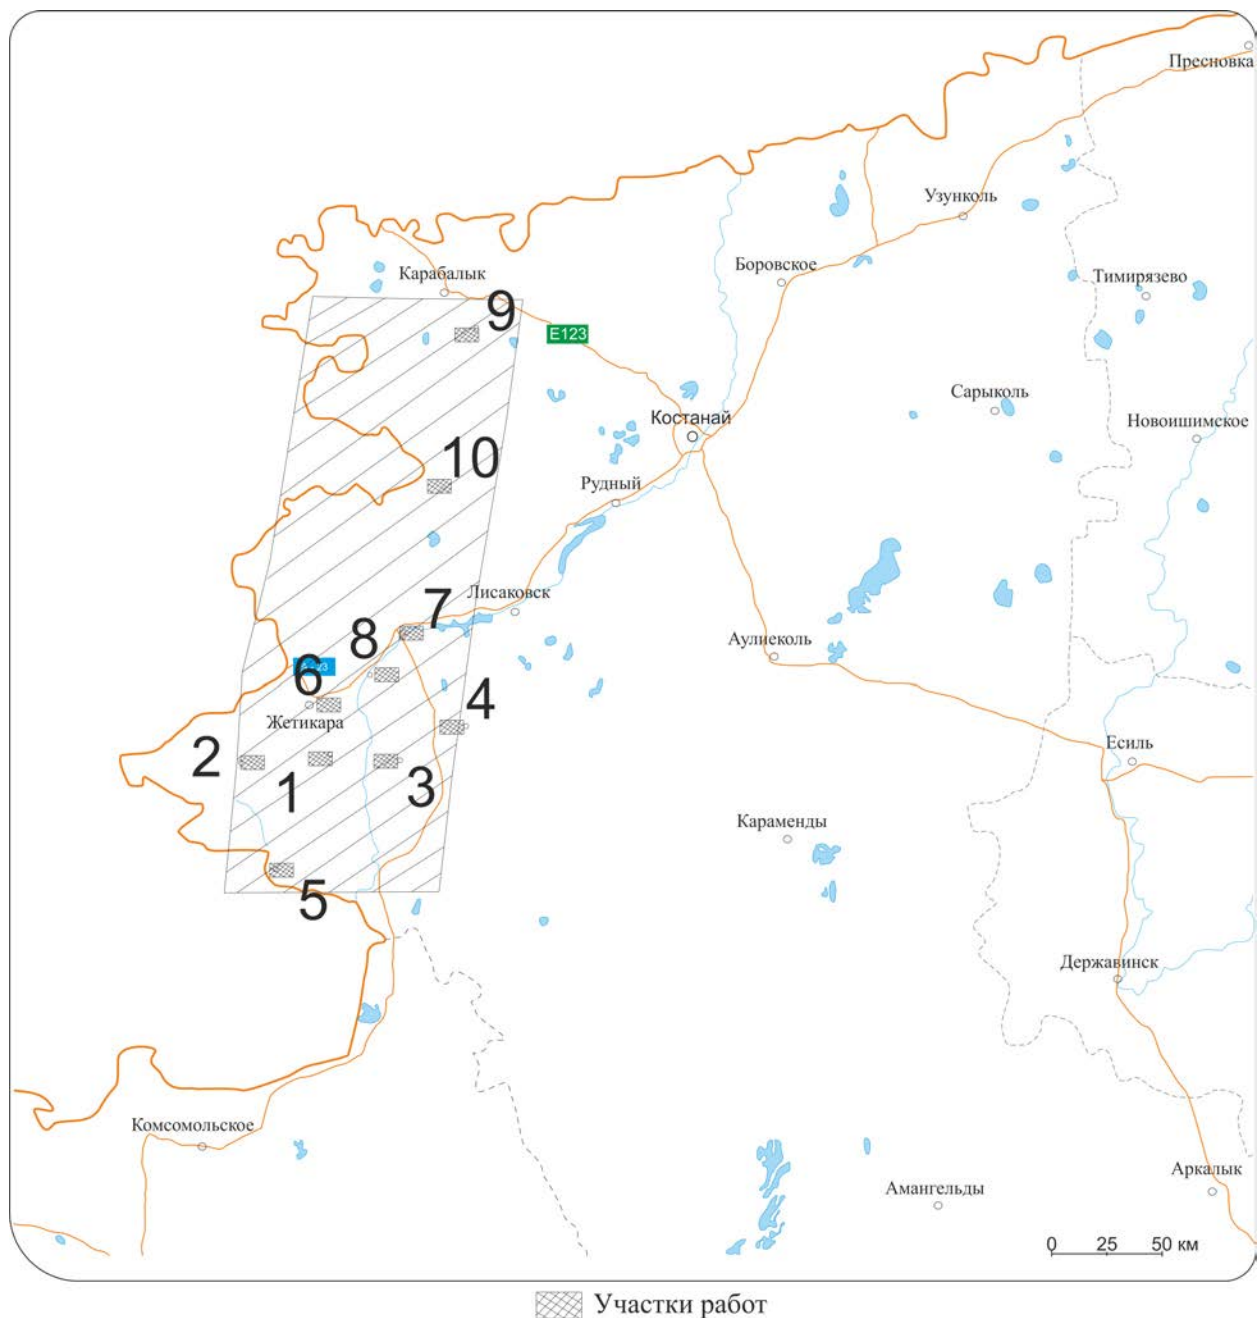 Пресновка
Узунколь
Боровское
Карабалык
Тимирязево
9
E123
Сарыколь
Костанай
Новоишимское
10
Рудный
Лисаковск
7
8
Аулиеколь
6
4
Жетикара
2
Есиль
1
3
Караменды
5
Державинск
Комсомольское
Аркалык
Амангельды
0 25 50 км
Участки работ